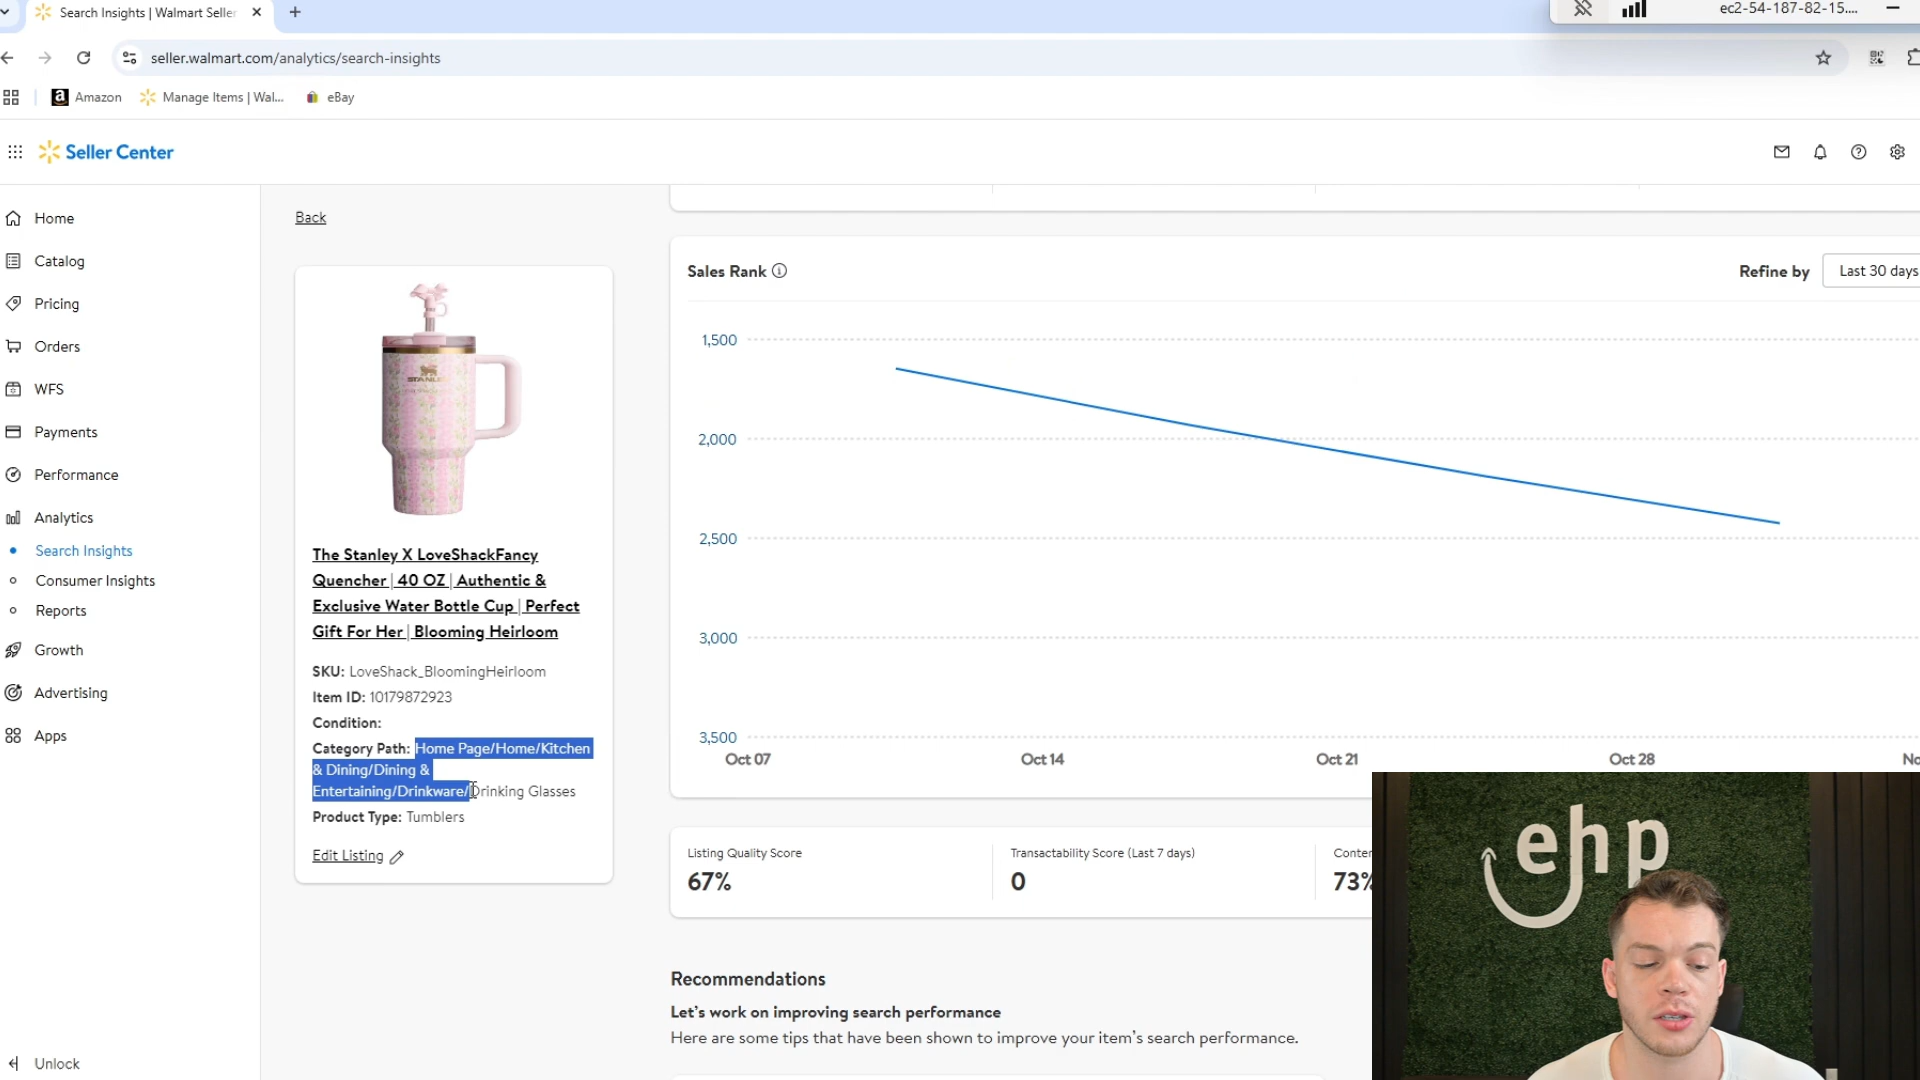 Search Insights | Walmart Seller
ec2-54-187-82-15....
seller.walmart.com/analytics/search-insights
Amazon
Manage Items | Wal...
eBay
Seller Center
Home
Catalog
Pricing
Orders
WFS
Payments
Performance
Analytics
Search Insights
Consumer Insights
Reports
Growth
Advertising
Apps
Unlock
Back
STANLEY
The Stanley X LoveShackFancy
Quencher | 40 OZ | Authentic &
Exclusive Water Bottle Cup | Perfect
Gift For Her | Blooming Heirloom
SKU: LoveShack_BloomingHeirloom
Item ID: 10179872923
Condition:
Category Path: Home Page/Home/Kitchen
& Dining/Dining &
Entertaining/Drinkware/Drinking Glasses
Product Type: Tumblers
Edit Listing
Sales Rank
Refine by
Last 30 days
1,500
2,000
2,500
3,000
3,500
Oct 07
Oct 14
Oct 21
Oct 28
Listing Quality Score
67%
Transactability Score (Last 7 days)
0
73%
Recommendations
Let's work on improving search performance
Here are some tips that have been shown to improve your item's search performance.
ehp